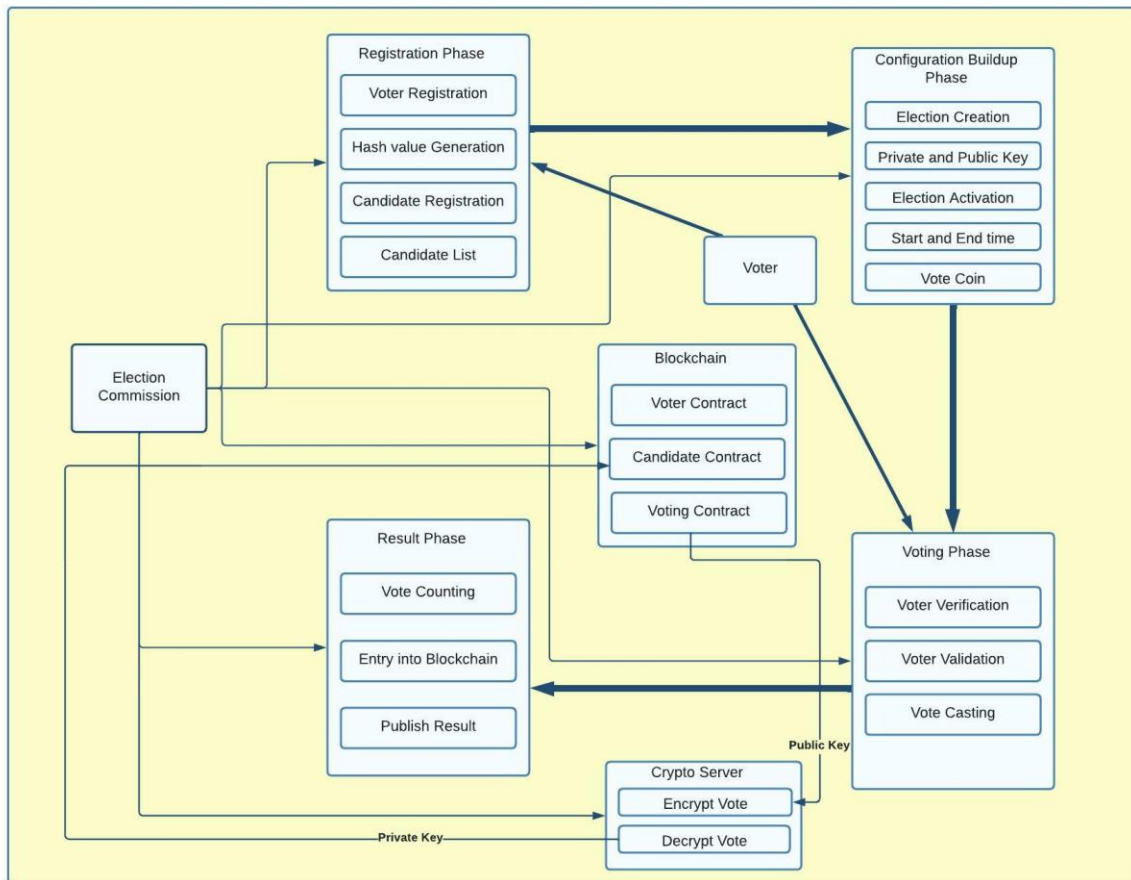 Registration Phase
Voter Registration
Hash value Generation
Candidate Registration
Candidate List
Configuration Buildup
Phase
Election Creation
Private and Public Key
Election Activation
Start and End time
Vote Coin
Voter
Election
Commission
Blockchain
Voter Contract
Candidate Contract
Voting Contract
Result Phase
Vote Counting
Entry into Blockchain
Publish Result
Voting Phase
Voter Verification
Voter Validation
Vote Casting
Public Key
Crypto Server
Encrypt Vote
Decrypt Vote
Private Key